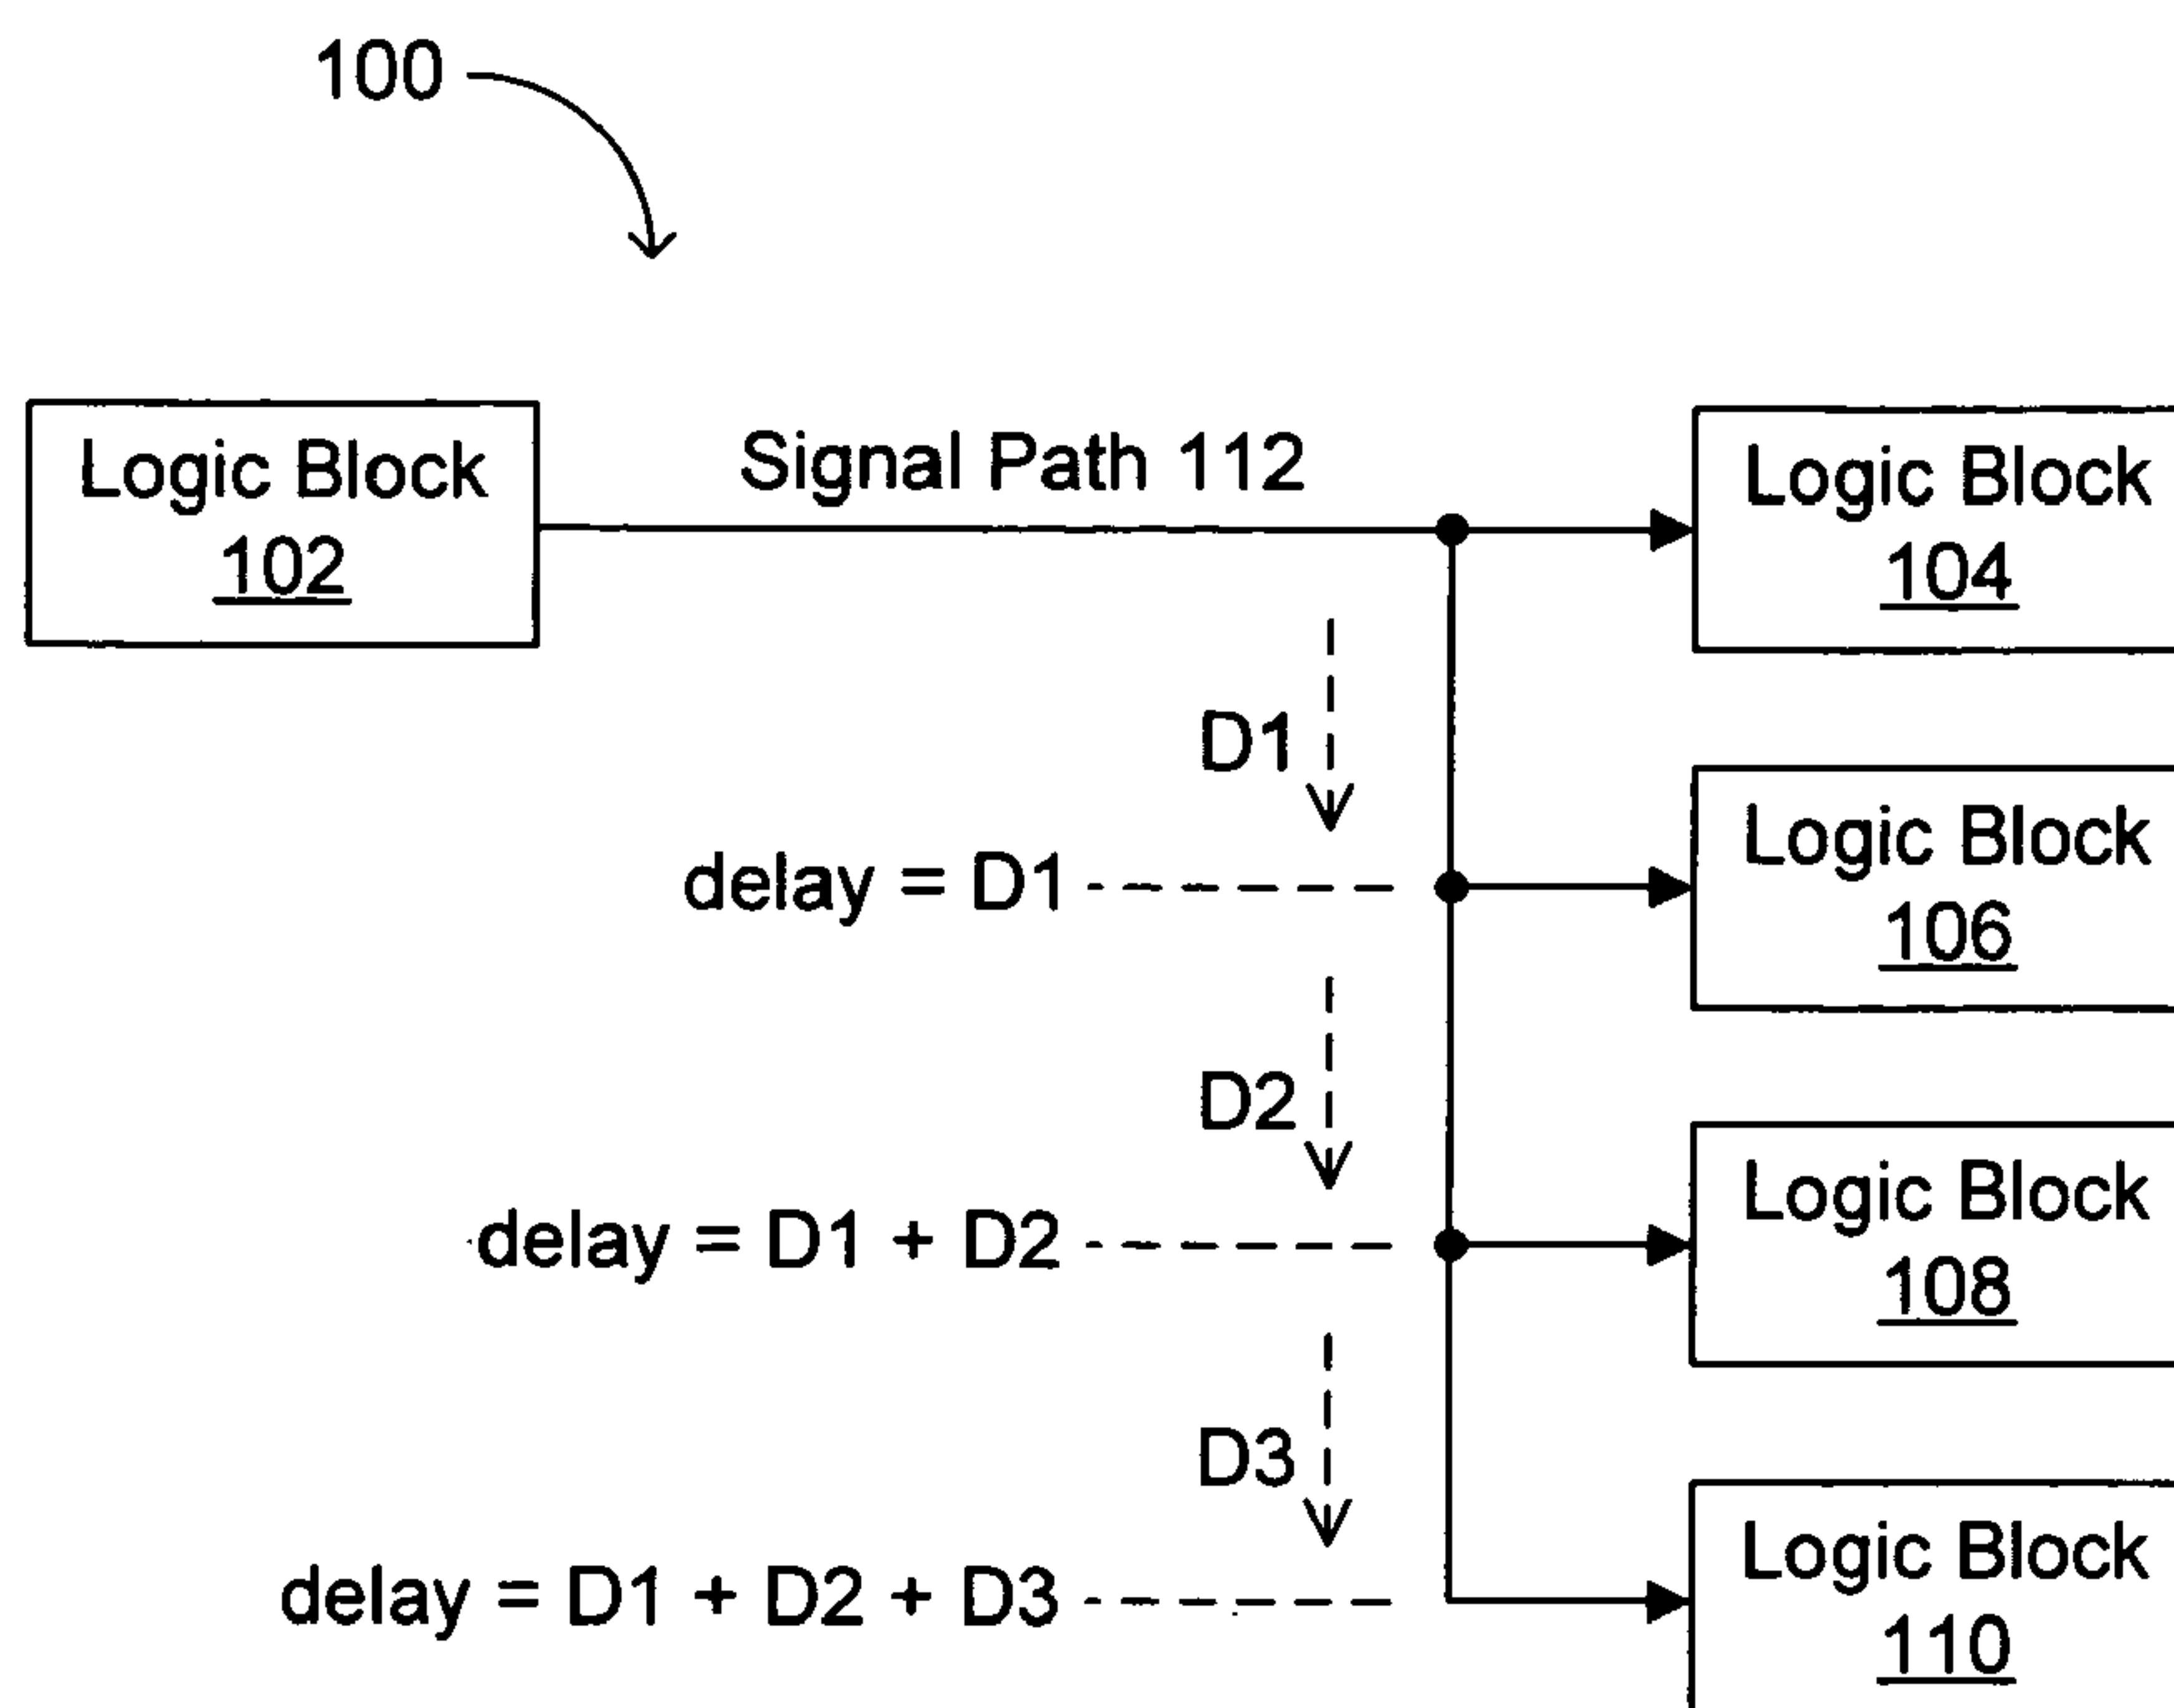 100
Logic Block
102
Signal Path 112
Logic Block
104
D1
delay = D1
Logic Block
106
D2
delay = D1 + D2
Logic Block
108
D3
delay = D1 + D2 + D3
Logic Block
110